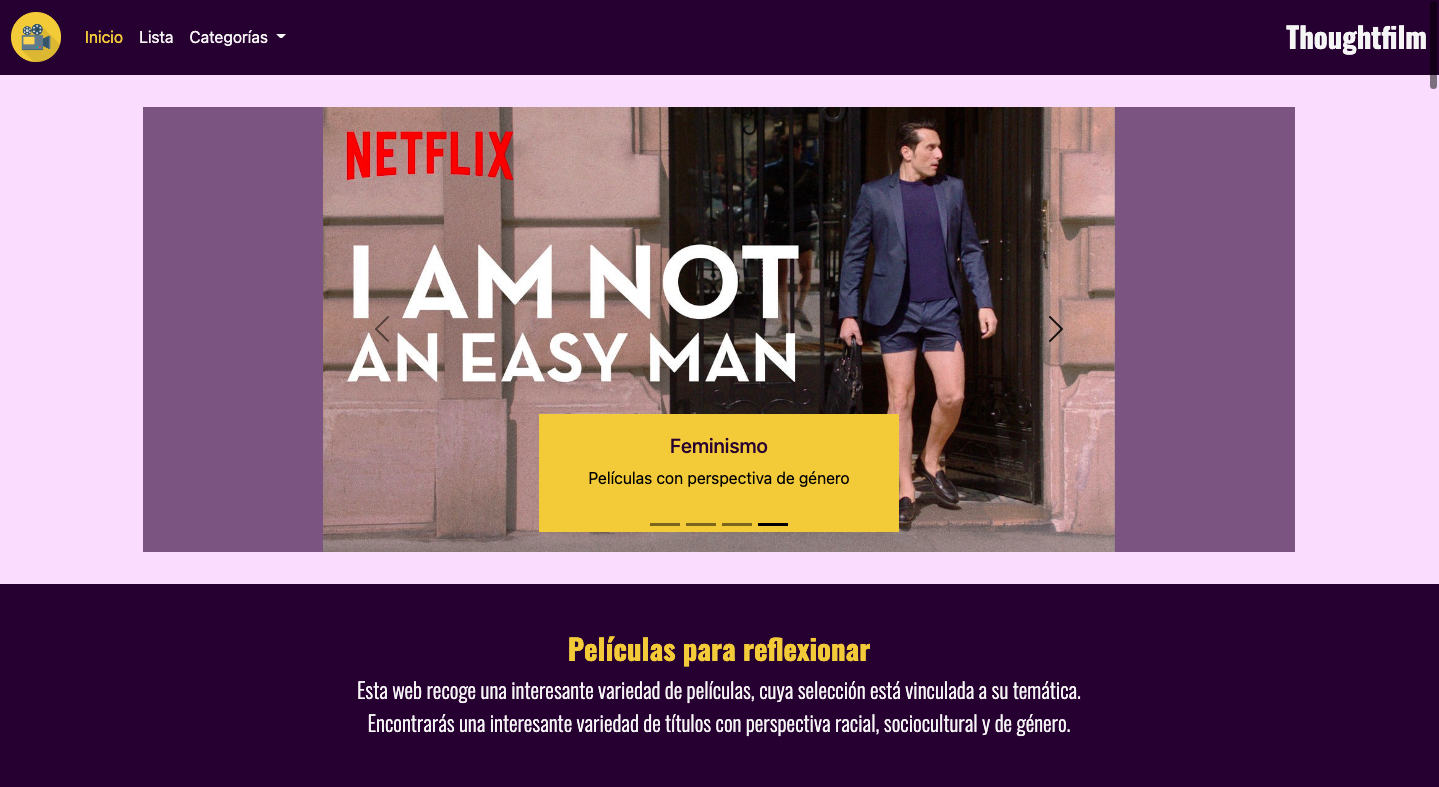 Inicio Lista Categorías Thoughtfilm
NETFLIX
I AM NOT
AN EASY MAN
Feminismo
Películas con perspectiva de género
Películas para reflexionar
Esta web recoge una interesante variedad de películas, cuya selección está vinculada a su temática.
Encontrarás una interesante variedad de títulos con perspectiva racial, sociocultural y de género.